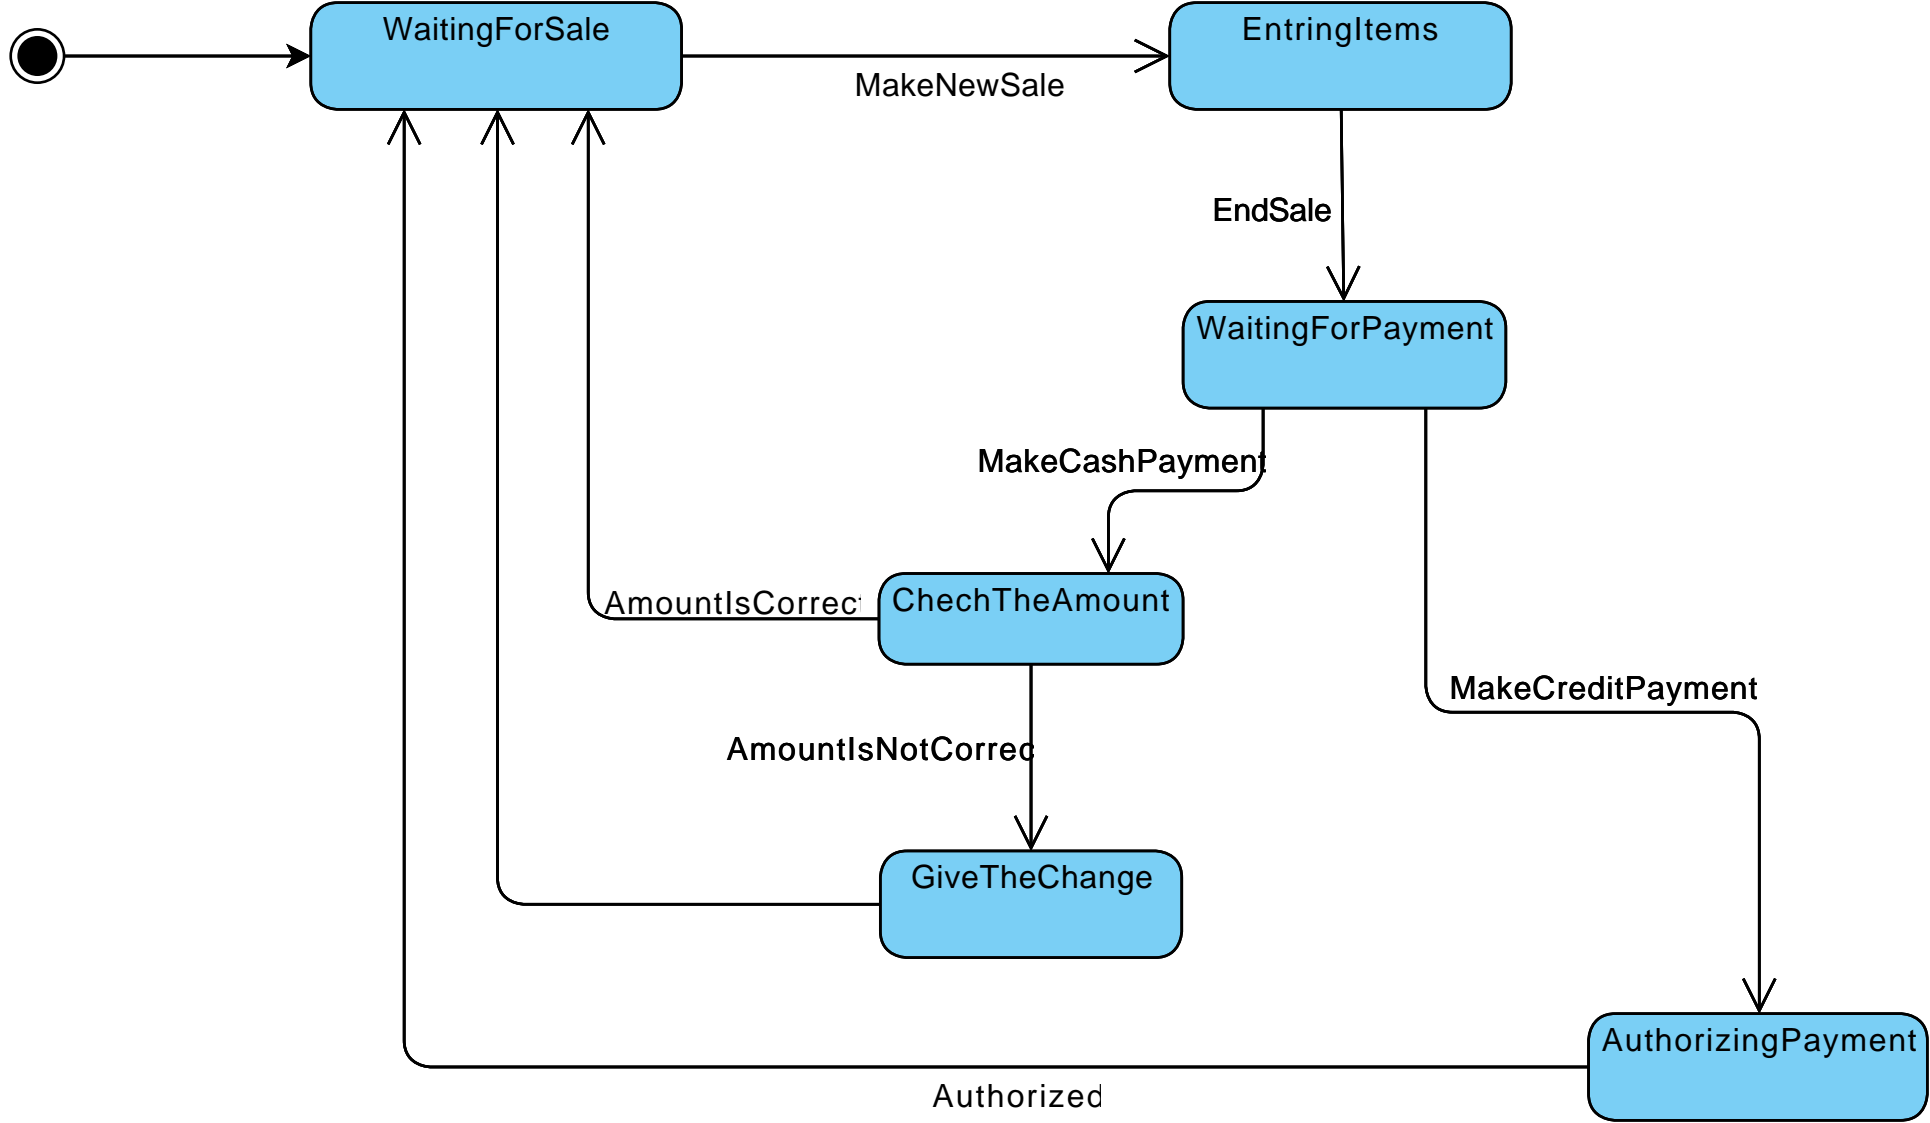 WaitingForSale
EntringItems
MakeNewSale
EndSale
WaitingForPayment
MakeCashPayment
AmountIsCorrect
ChechTheAmount
MakeCreditPayment
AmountIsNotCorrec
GiveTheChange
AuthorizingPayment
Authorized